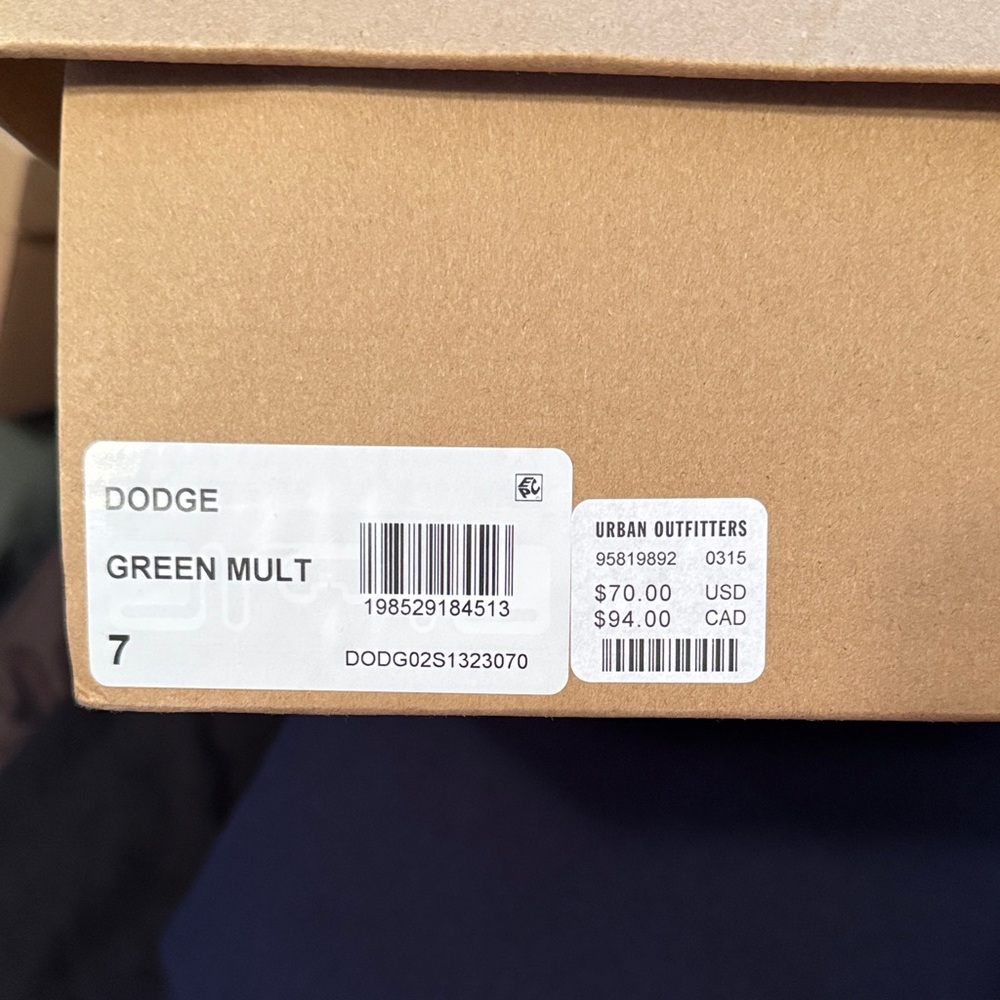 DODGE
GREEN MULT
198529184513
7
DODG02S1323070
URBAN OUTFITTERS
95819892 0315
$70.00 USD
$94.00 CAD